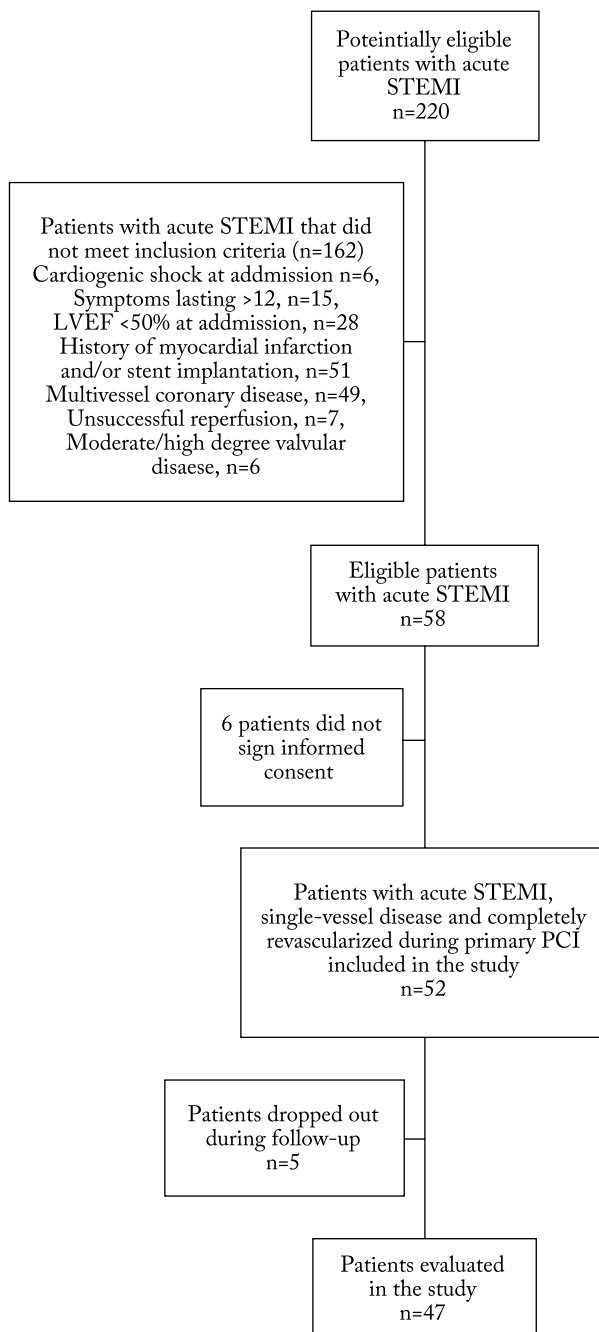 Poteintially eligible
patients with acute
STEMI
n=220
Patients with acute STEMI that did
not meet inclusion criteria (n=162)
Cardiogenic shock at addmission n=6,
Symptoms lasting >12, n=15,
LVEF <50% at addmission, n=28
History of myocardial infarction
and/or stent implantation, n=51
Multivessel coronary disease, n=49,
Unsuccessful reperfusion, n=7,
Moderate/high degree valvular
disaese, n=6
Eligible patients
with acute STEMI
n=58
6 patients did not
sign informed
consent
Patients with acute STEMI,
single-vessel disease and completely
revascularized during primary PCI
included in the study
n=52
Patients dropped out
during follow-up
n=5
Patients evaluated
in the study
n=47